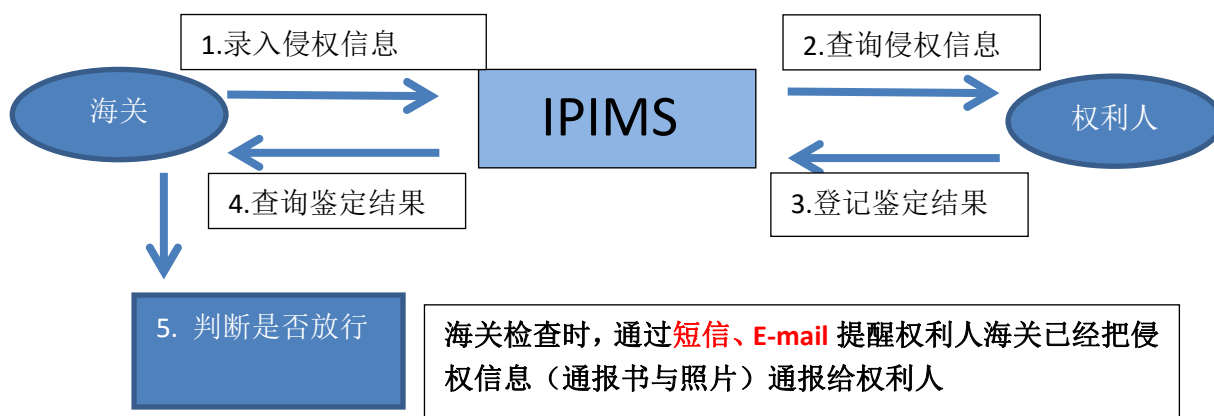 1.录入侵权信息
2.查询侵权信息
海关
IPIMS
权利人
4.查询鉴定结果
3.登记鉴定结果
5. 判断是否放行
海关检查时，通过短信、E-mail 提醒权利人海关已经把侵
权信息（通报书与照片）通报给权利人